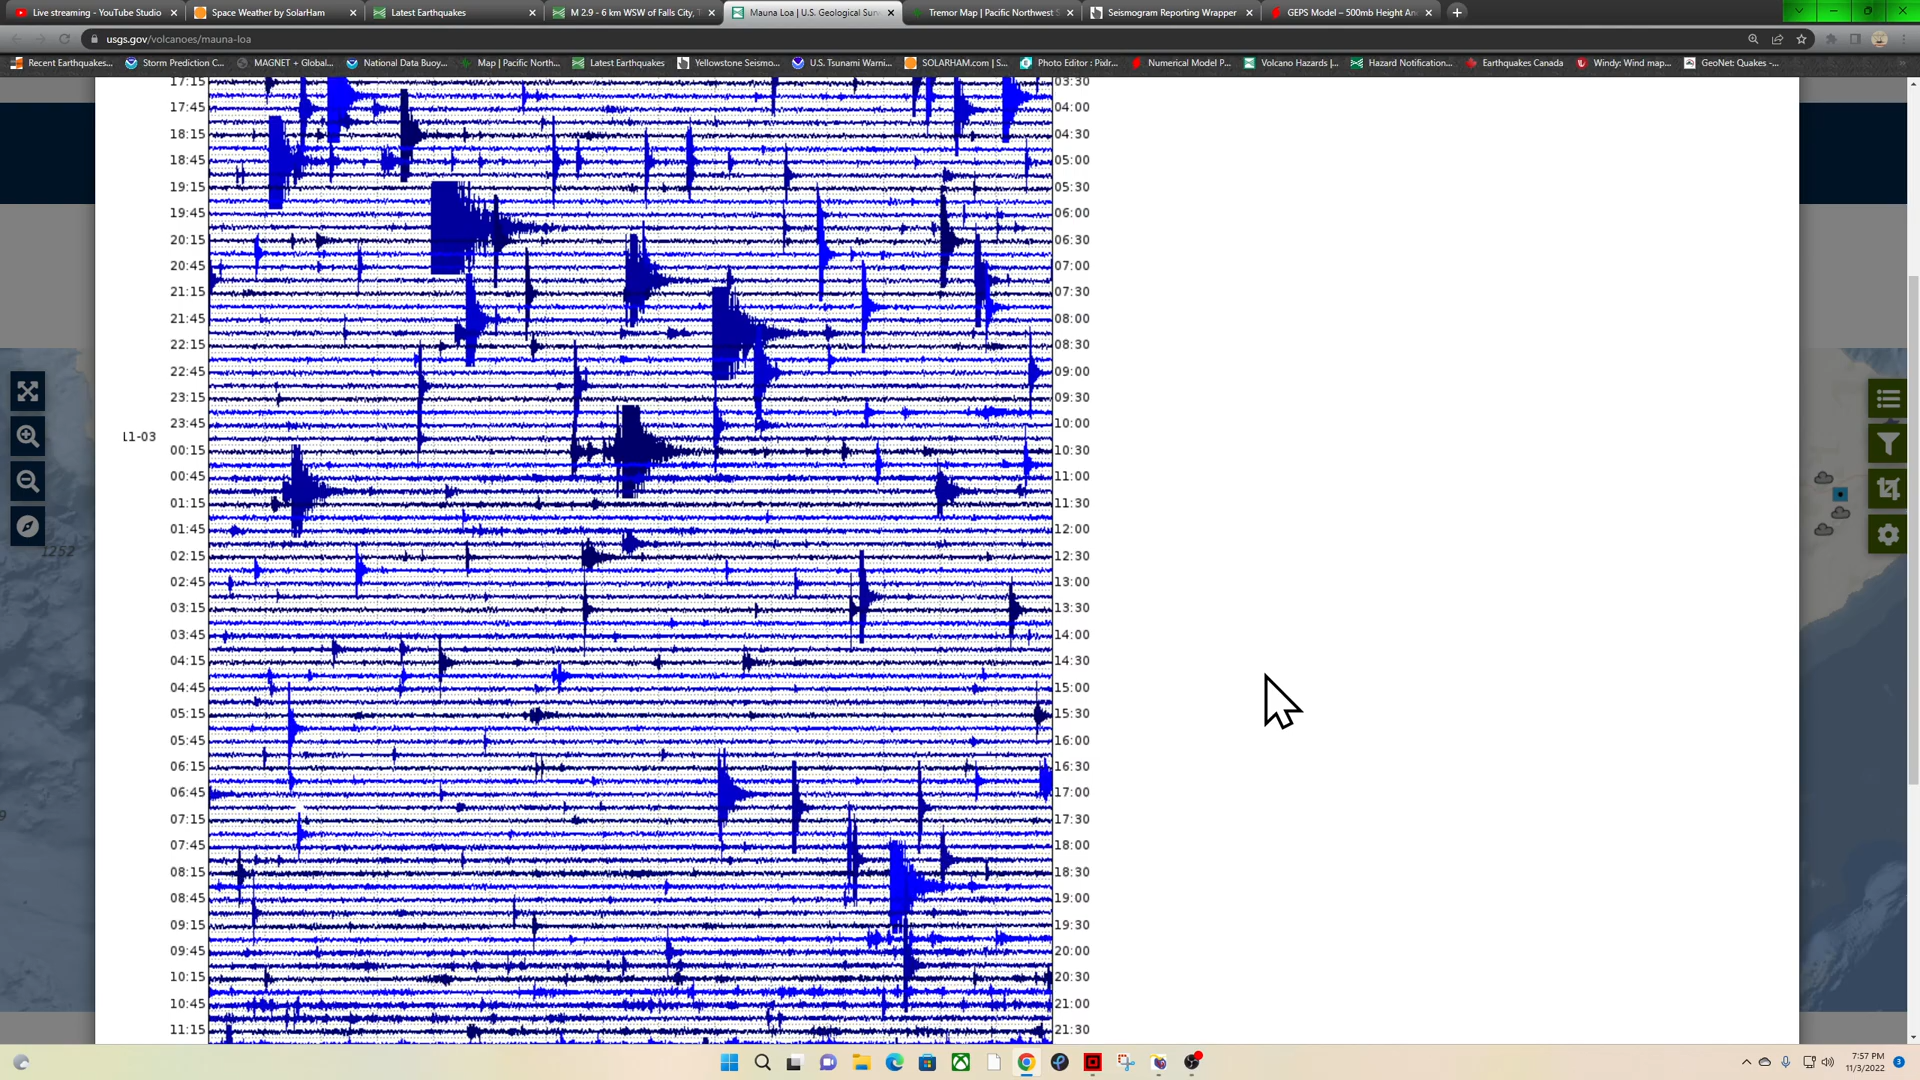 Live streaming - YouTube Studio
Space Weather by SolarHam
Latest Earthquakes
M 2.9 - 6 km WSW of Falls City, T
Mauna Loa | U.S. Geological Surv
Tremor Map | Pacific Northwest S
Seismogram Reporting Wrapper
GEPS Model – 500mb Height An
usgs.gov/volcanoes/mauna-loa
Recent Earthquakes...
Storm Prediction C...
MAGNET + Global...
National Data Buoy...
Map | Pacific North...
Latest Earthquakes
Yellowstone Seismo...
U.S. Tsunami Warni...
SOLARHAM.com | S...
Photo Editor : Pixlr...
Numerical Model P...
Volcano Hazards |...
Hazard Notification...
Earthquakes Canada
Windy: Wind map...
GeoNet: Quakes -...
17:15 03:30
17:45 04:00
18:15 04:30
18:45 05:00
19:15 05:30
19:45 06:00
20:15 06:30
20:45 07:00
21:15 07:30
21:45 08:00
22:15 08:30
22:45 09:00
23:15 09:30
23:45 10:00
11-03
00:15 10:30
00:45 11:00
01:15 11:30
01:45 12:00
02:15 12:30
02:45 13:00
03:15 13:30
03:45 14:00
04:15 14:30
04:45 15:00
05:15 15:30
05:45 16:00
06:15 16:30
06:45 17:00
07:15 17:30
07:45 18:00
08:15 18:30
08:45 19:00
09:15 19:30
09:45 20:00
10:15 20:30
10:45 21:00
11:15 21:30
1252
9
7:57 PM
11/3/2022
3